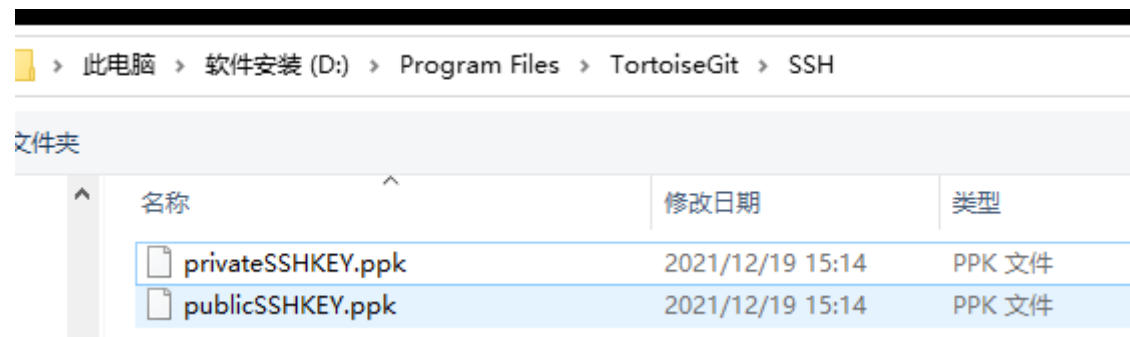 此电脑 > 软件安装 (D:) > Program Files > TortoiseGit > SSH
文件夹
名称 修改日期 类型
privateSSHKEY.ppk 2021/12/19 15:14 PPK 文件
publicSSHKEY.ppk 2021/12/19 15:14 PPK 文件